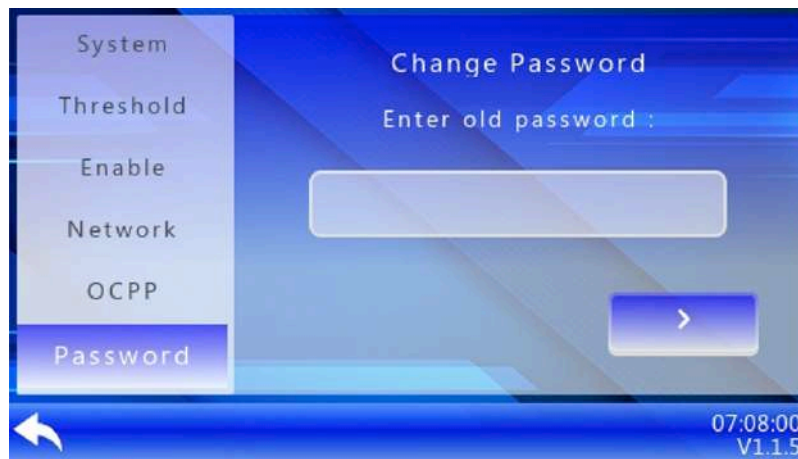 System
Threshold
Enable
Network
OCPP
Password
Change Password
Enter old password :
>
07:08:00
V1.1.5